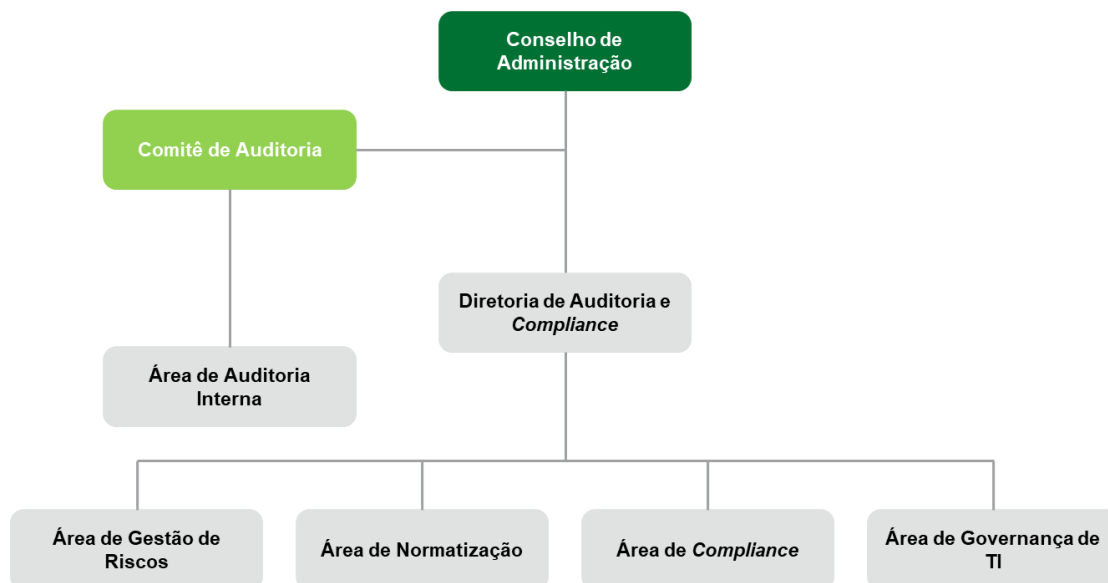 Conselho de
Administração
Comitê de Auditoria
Diretoria de Auditoria e
Compliance
Área de Auditoria
Interna
Área de Gestão de
Riscos
Área de Normatização
Área de Compliance
Área de Governança de
TI